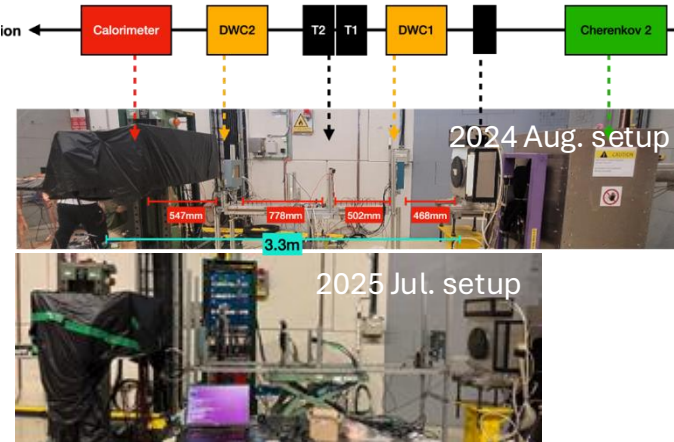 ion
Calorimeter
DWC2
T2
T1
DWC1
Cherenkov 2
2024 Aug. setup
547mm
778mm
502mm
468mm
3.3m
2025 Jul. setup